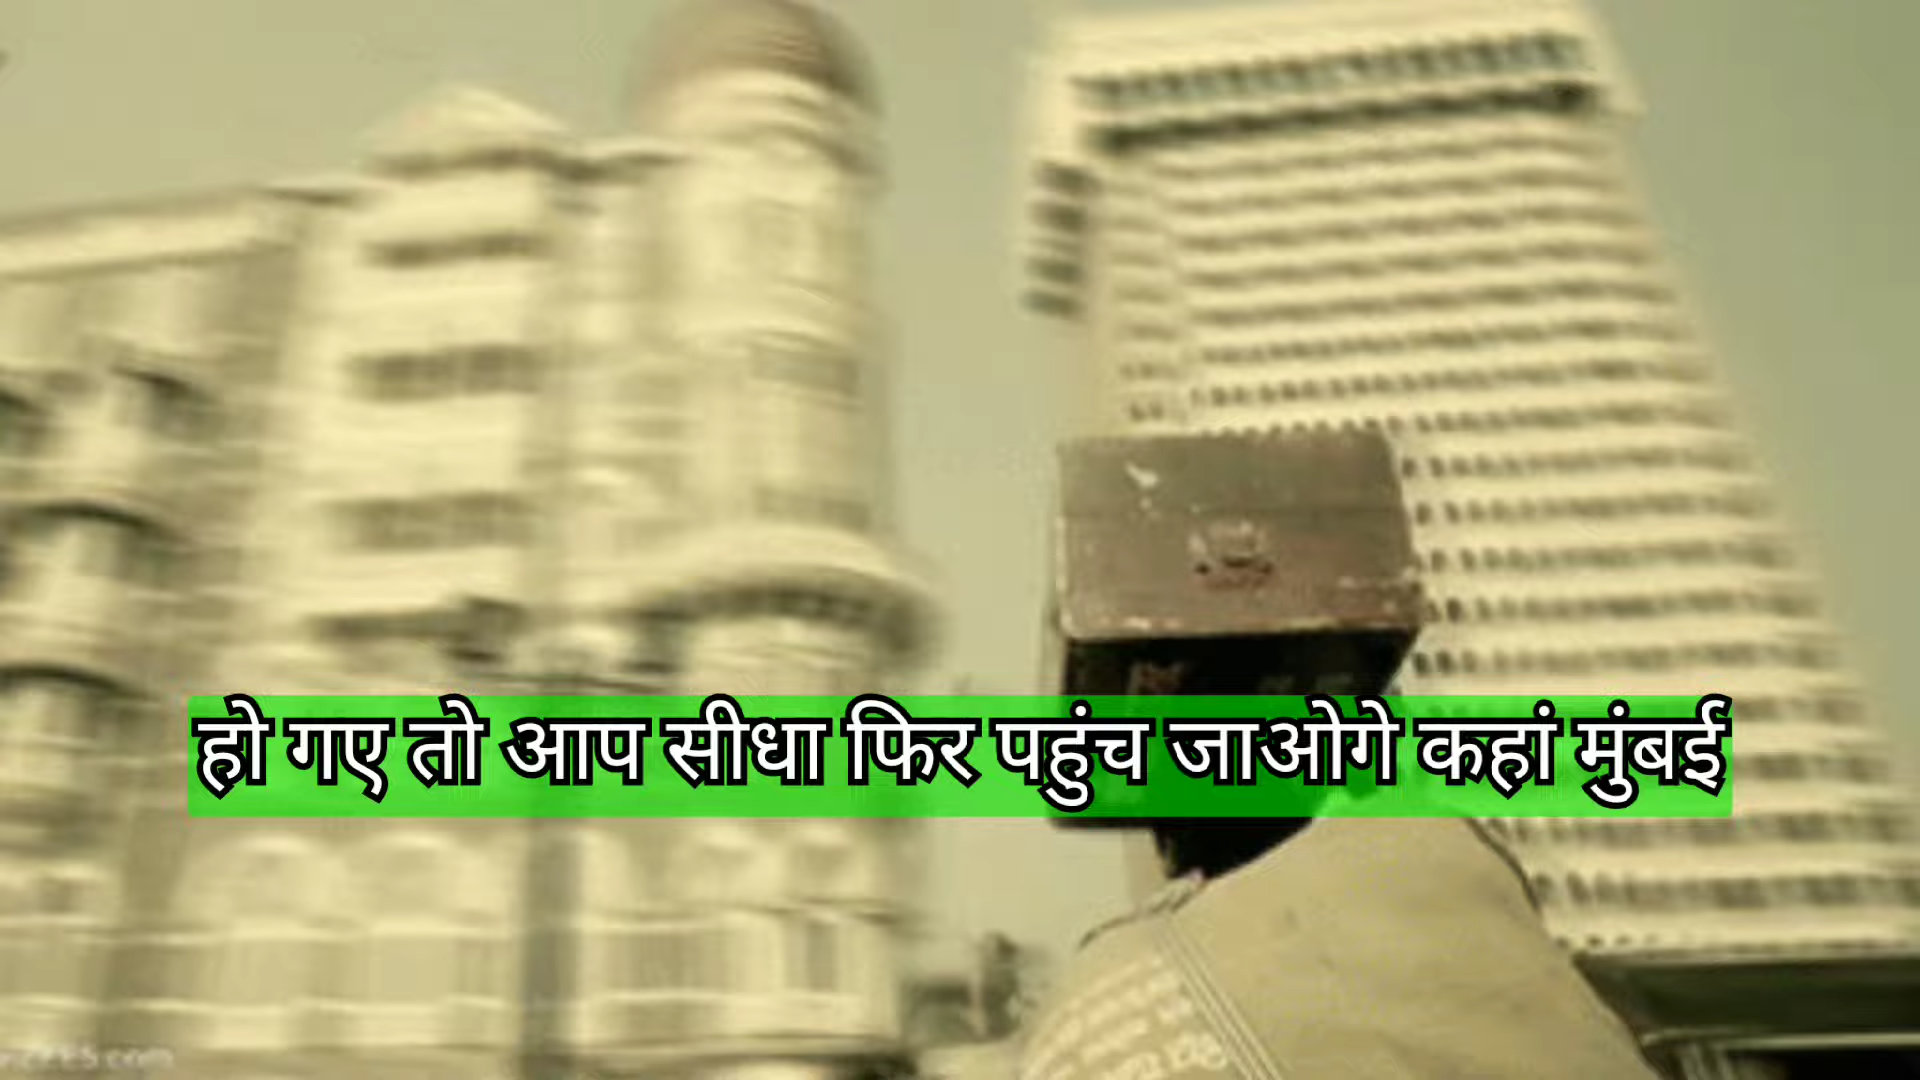 हो गए तो आप सीधा फिर पहुंच जाओगे कहां मुंबई